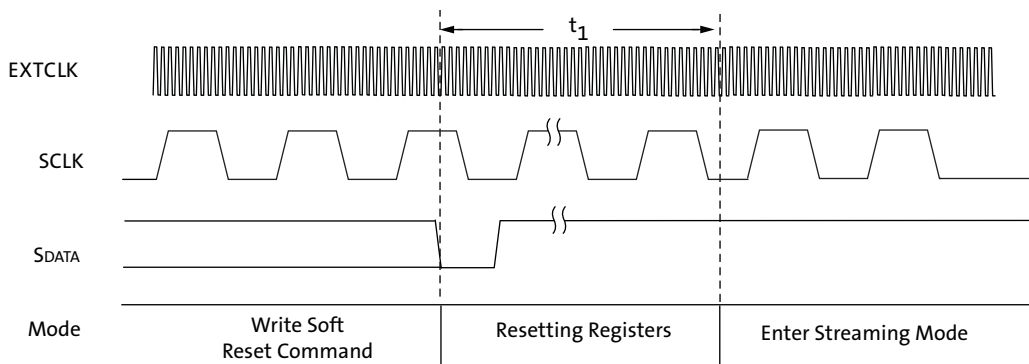 t1
EXTCLK
SCLK
SDATA
Mode
Write Soft
Reset Command
Resetting Registers
Enter Streaming Mode